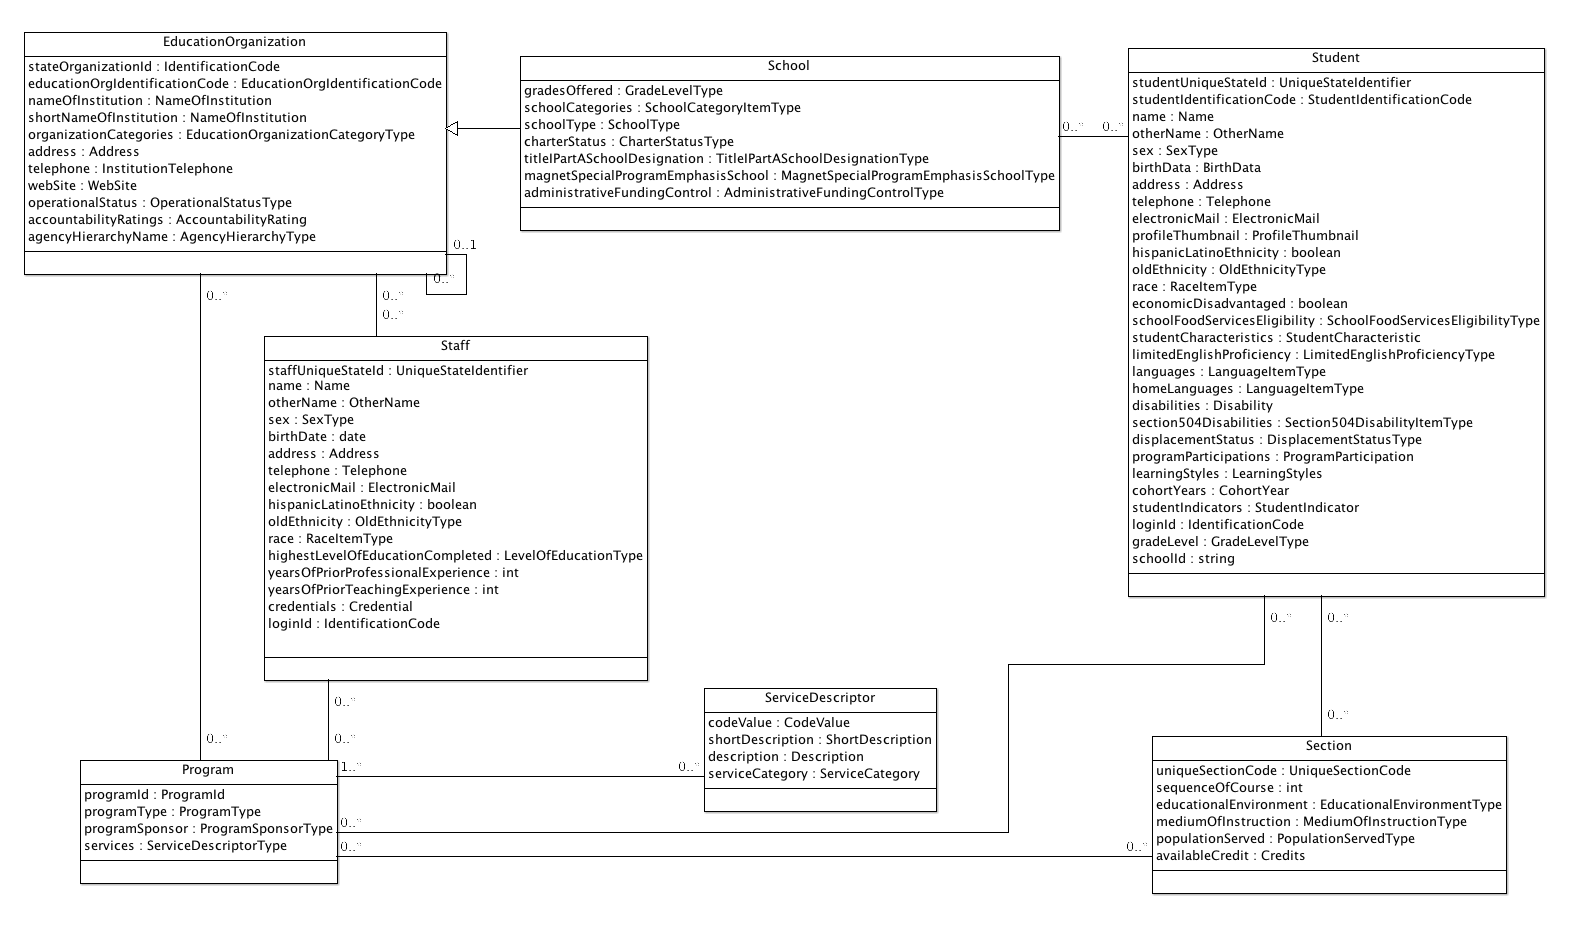 EducationOrganization
stateOrganizationId : IdentificationCode
educationOrgIdentificationCode : EducationOrgIdentificationCode
nameOfInstitution : NameOfInstitution
shortNameOfInstitution : NameOfInstitution
organizationCategories : EducationOrganizationCategoryType
address : Address
telephone : InstitutionTelephone
webSite : WebSite
operationalStatus : OperationalStatusType
accountabilityRatings : AccountabilityRating
agencyHierarchyName : AgencyHierarchyType
0..1
0..*
0..*
0..*
0..*
School
gradesOffered : GradeLevelType
schoolCategories : SchoolCategoryItemType
schoolType : SchoolType
charterStatus : CharterStatusType
titleIPartASchoolDesignation : TitleIPartASchoolDesignationType
magnetSpecialProgramEmphasisSchool : MagnetSpecialProgramEmphasisSchoolType
administrativeFundingControl : AdministrativeFundingControlType
0..*
0..*
Student
studentUniqueStateId : UniqueStateIdentifier
studentIdentificationCode : StudentIdentificationCode
name : Name
otherName : OtherName
sex : SexType
birthData : BirthData
address : Address
telephone : Telephone
electronicMail : ElectronicMail
profileThumbnail : ProfileThumbnail
hispanicLatinoEthnicity : boolean
oldEthnicity : OldEthnicityType
race : RaceItemType
economicDisadvantaged : boolean
schoolFoodServicesEligibility : SchoolFoodServicesEligibilityType
studentCharacteristics : StudentCharacteristic
limitedEnglishProficiency : LimitedEnglishProficiencyType
languages : LanguageItemType
homeLanguages : LanguageItemType
disabilities : Disability
section504Disabilities : Section504DisabilityItemType
displacementStatus : DisplacementStatusType
programParticipations : ProgramParticipation
learningStyles : LearningStyles
cohortYears : CohortYear
studentIndicators : StudentIndicator
loginId : IdentificationCode
gradeLevel : GradeLevelType
schoolId : string
0..*
0..*
Staff
staffUniqueStateId : UniqueStateIdentifier
name : Name
otherName : OtherName
sex : SexType
birthDate : date
address : Address
telephone : Telephone
electronicMail : ElectronicMail
hispanicLatinoEthnicity : boolean
oldEthnicity : OldEthnicityType
race : RaceItemType
highestLevelOfEducationCompleted : LevelOfEducationType
yearsOfPriorProfessionalExperience : int
yearsOfPriorTeachingExperience : int
credentials : Credential
loginId : IdentificationCode
0..*
0..*
0..*
ServiceDescriptor
codeValue : CodeValue
shortDescription : ShortDescription
description : Description
serviceCategory : ServiceCategory
0..*
Program
programId : ProgramId
programType : ProgramType
programSponsor : ProgramSponsorType
services : ServiceDescriptorType
1..*
0..*
0..*
0..*
Section
uniqueSectionCode : UniqueSectionCode
sequenceOfCourse : int
educationalEnvironment : EducationalEnvironmentType
mediumOfInstruction : MediumOfInstructionType
populationServed : PopulationServedType
availableCredit : Credits
0..*